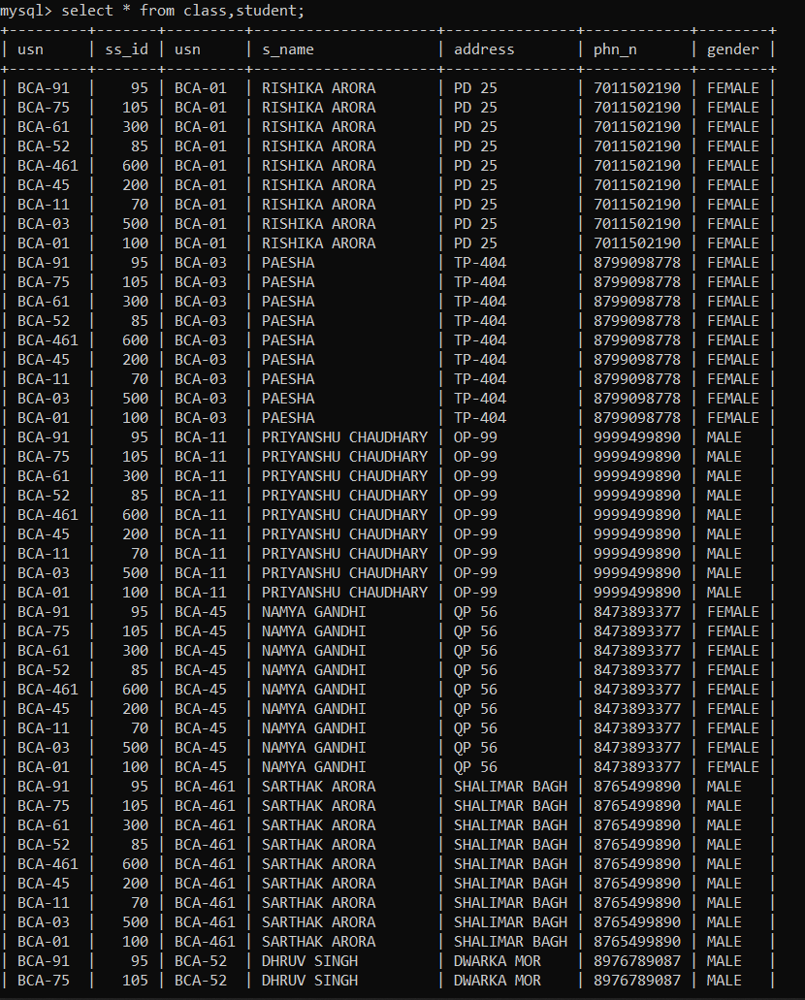 mysql> select * from class,student;
+---------+-------+---------+---------------------+--------------+------------+--------+
| usn | ss_id | usn | s_name | address | phn_n | gender |
+---------+-------+---------+---------------------+--------------+------------+--------+
| BCA-91 | 95 | BCA-01 | RISHIKA ARORA | PD 25 | 7011502190 | FEMALE |
| BCA-75 | 105 | BCA-01 | RISHIKA ARORA | PD 25 | 7011502190 | FEMALE |
| BCA-61 | 300 | BCA-01 | RISHIKA ARORA | PD 25 | 7011502190 | FEMALE |
| BCA-52 | 85 | BCA-01 | RISHIKA ARORA | PD 25 | 7011502190 | FEMALE |
| BCA-461 | 600 | BCA-01 | RISHIKA ARORA | PD 25 | 7011502190 | FEMALE |
| BCA-45 | 200 | BCA-01 | RISHIKA ARORA | PD 25 | 7011502190 | FEMALE |
| BCA-11 | 70 | BCA-01 | RISHIKA ARORA | PD 25 | 7011502190 | FEMALE |
| BCA-03 | 500 | BCA-01 | RISHIKA ARORA | PD 25 | 7011502190 | FEMALE |
| BCA-01 | 100 | BCA-01 | RISHIKA ARORA | PD 25 | 7011502190 | FEMALE |
| BCA-91 | 95 | BCA-03 | PAESHA | TP-404 | 8799098778 | FEMALE |
| BCA-75 | 105 | BCA-03 | PAESHA | TP-404 | 8799098778 | FEMALE |
| BCA-61 | 300 | BCA-03 | PAESHA | TP-404 | 8799098778 | FEMALE |
| BCA-52 | 85 | BCA-03 | PAESHA | TP-404 | 8799098778 | FEMALE |
| BCA-461 | 600 | BCA-03 | PAESHA | TP-404 | 8799098778 | FEMALE |
| BCA-45 | 200 | BCA-03 | PAESHA | TP-404 | 8799098778 | FEMALE |
| BCA-11 | 70 | BCA-03 | PAESHA | TP-404 | 8799098778 | FEMALE |
| BCA-03 | 500 | BCA-03 | PAESHA | TP-404 | 8799098778 | FEMALE |
| BCA-01 | 100 | BCA-03 | PAESHA | TP-404 | 8799098778 | FEMALE |
| BCA-91 | 95 | BCA-11 | PRIYANSHU CHAUDHARY | OP-99 | 9999499890 | MALE |
| BCA-75 | 105 | BCA-11 | PRIYANSHU CHAUDHARY | OP-99 | 9999499890 | MALE |
| BCA-61 | 300 | BCA-11 | PRIYANSHU CHAUDHARY | OP-99 | 9999499890 | MALE |
| BCA-52 | 85 | BCA-11 | PRIYANSHU CHAUDHARY | OP-99 | 9999499890 | MALE |
| BCA-461 | 600 | BCA-11 | PRIYANSHU CHAUDHARY | OP-99 | 9999499890 | MALE |
| BCA-45 | 200 | BCA-11 | PRIYANSHU CHAUDHARY | OP-99 | 9999499890 | MALE |
| BCA-11 | 70 | BCA-11 | PRIYANSHU CHAUDHARY | OP-99 | 9999499890 | MALE |
| BCA-03 | 500 | BCA-11 | PRIYANSHU CHAUDHARY | OP-99 | 9999499890 | MALE |
| BCA-01 | 100 | BCA-11 | PRIYANSHU CHAUDHARY | OP-99 | 9999499890 | MALE |
| BCA-91 | 95 | BCA-45 | NAMYA GANDHI | QP 56 | 8473893377 | FEMALE |
| BCA-75 | 105 | BCA-45 | NAMYA GANDHI | QP 56 | 8473893377 | FEMALE |
| BCA-61 | 300 | BCA-45 | NAMYA GANDHI | QP 56 | 8473893377 | FEMALE |
| BCA-52 | 85 | BCA-45 | NAMYA GANDHI | QP 56 | 8473893377 | FEMALE |
| BCA-461 | 600 | BCA-45 | NAMYA GANDHI | QP 56 | 8473893377 | FEMALE |
| BCA-45 | 200 | BCA-45 | NAMYA GANDHI | QP 56 | 8473893377 | FEMALE |
| BCA-11 | 70 | BCA-45 | NAMYA GANDHI | QP 56 | 8473893377 | FEMALE |
| BCA-03 | 500 | BCA-45 | NAMYA GANDHI | QP 56 | 8473893377 | FEMALE |
| BCA-01 | 100 | BCA-45 | NAMYA GANDHI | QP 56 | 8473893377 | FEMALE |
| BCA-91 | 95 | BCA-461 | SARTHAK ARORA | SHALIMAR BAGH | 8765499890 | MALE |
| BCA-75 | 105 | BCA-461 | SARTHAK ARORA | SHALIMAR BAGH | 8765499890 | MALE |
| BCA-61 | 300 | BCA-461 | SARTHAK ARORA | SHALIMAR BAGH | 8765499890 | MALE |
| BCA-52 | 85 | BCA-461 | SARTHAK ARORA | SHALIMAR BAGH | 8765499890 | MALE |
| BCA-461 | 600 | BCA-461 | SARTHAK ARORA | SHALIMAR BAGH | 8765499890 | MALE |
| BCA-45 | 200 | BCA-461 | SARTHAK ARORA | SHALIMAR BAGH | 8765499890 | MALE |
| BCA-11 | 70 | BCA-461 | SARTHAK ARORA | SHALIMAR BAGH | 8765499890 | MALE |
| BCA-03 | 500 | BCA-461 | SARTHAK ARORA | SHALIMAR BAGH | 8765499890 | MALE |
| BCA-01 | 100 | BCA-461 | SARTHAK ARORA | SHALIMAR BAGH | 8765499890 | MALE |
| BCA-91 | 95 | BCA-52 | DHRUV SINGH | DWARKA MOR | 8976789087 | MALE |
| BCA-75 | 105 | BCA-52 | DHRUV SINGH | DWARKA MOR | 8976789087 | MALE |